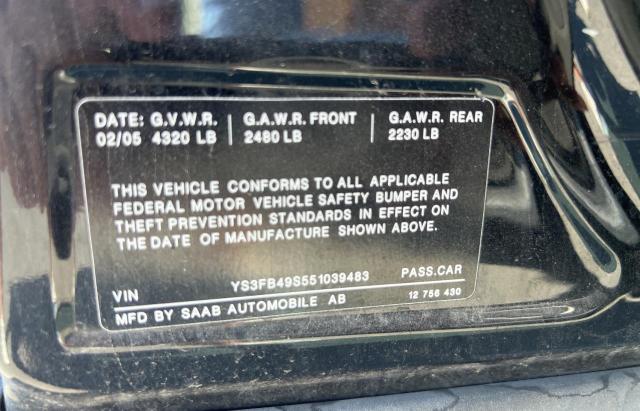 DATE: G.V.W.R. G.A.W.R. FRONT G.A.W.R. REAR
02/05 4320 LB 2480 LB 2230 LB
THIS VEHICLE CONFORMS TO ALL APPLICABLE
FEDERAL MOTOR VEHICLE SAFETY BUMPER AND
THEFT PREVENTION STANDARDS IN EFFECT ON
THE DATE OF MANUFACTURE SHOWN ABOVE.
VIN YS3FB49S551039483 PASS.CAR
MFD BY SAAB AUTOMOBILE AB 12 756 430